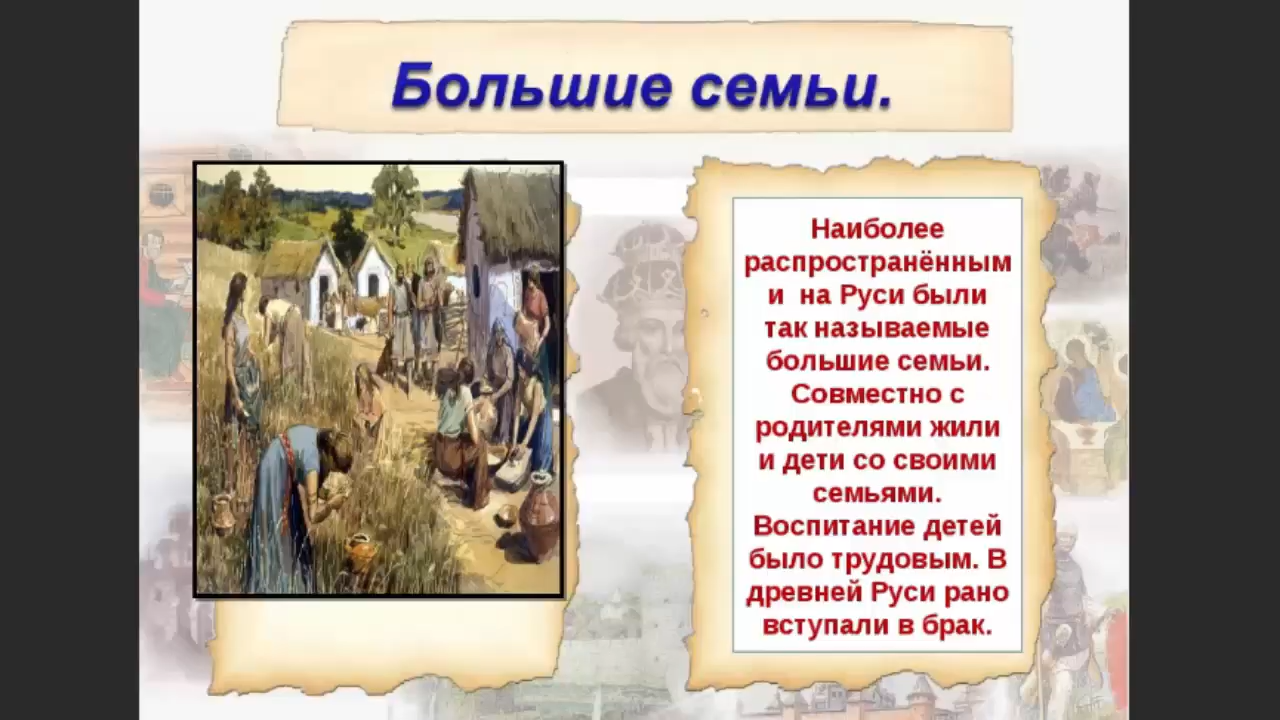 Большие семьи.
Наиболее
распространённым
и на Руси были
так называемые
большие семьи.
Совместно с
родителями жили
и дети со своими
семьями.
Воспитание детей
было трудовым. В
древней Руси рано
вступали в брак.